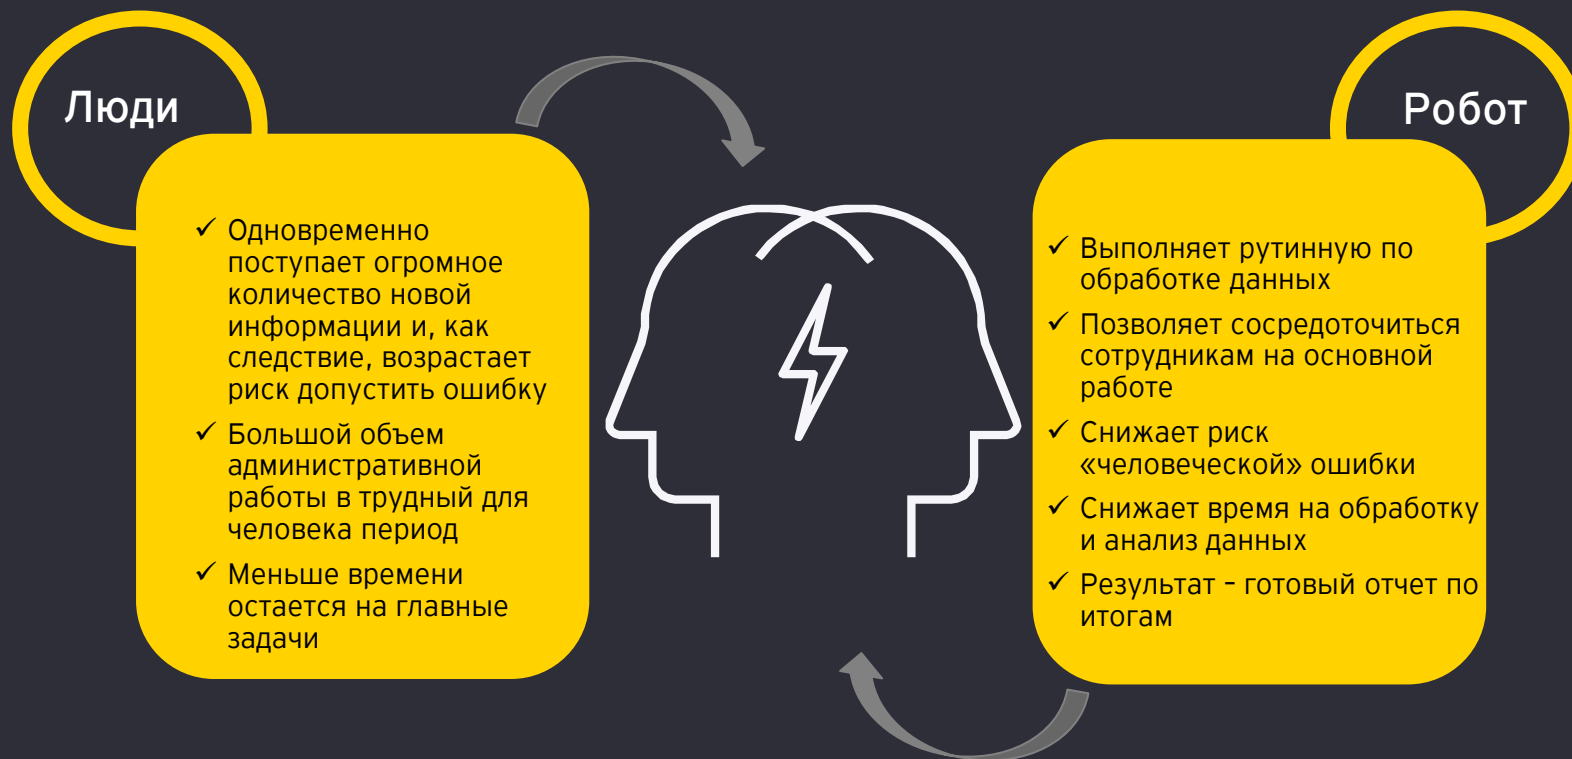 Люди
✓ Одновременно
поступает огромное
количество новой
информации и, как
следствие, возрастает
риск допустить ошибку
✓ Большой объем
административной
работы в трудный для
человека период
✓ Меньше времени
остается на главные
задачи
Робот
✓ Выполняет рутинную по
обработке данных
✓ Позволяет сосредоточиться
сотрудникам на основной
работе
✓ Снижает риск
«человеческой» ошибки
✓ Снижает время на обработку
и анализ данных
✓ Результат – готовый отчет по
итогам